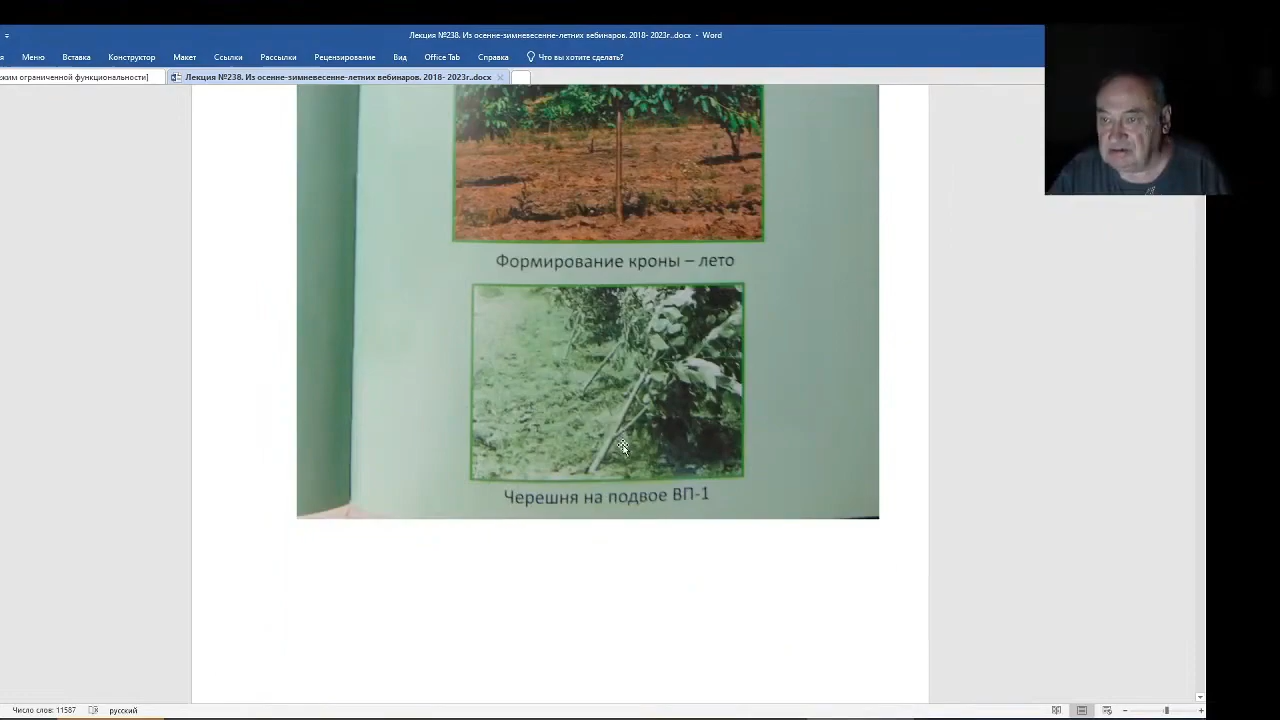 Лекция №238. Из осенне-зимневесенне-летних вебинаров. 2018- 2023г..docx - Word
Меню Вставка Конструктор Макет Ссылки Рассылки Рецензирование Вид Office Tab Справка Что вы хотите сделать?
ограниченной функциональности] Лекция №238. Из осенне-зимневесенне-летних вебинаров. 2018- 2023г..docx
Формирование кроны – лето
Черешня на подвое ВП-1
Число слов: 11587 русский